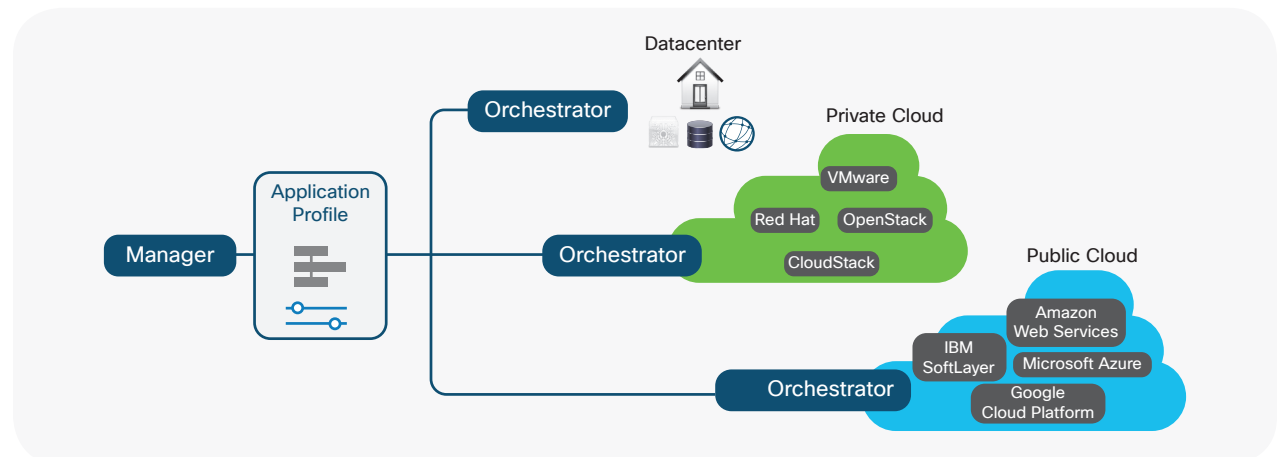 Datacenter
Orchestrator
Private Cloud
VMware
Application
Profile
Red Hat
OpenStack
Manager
Orchestrator
CloudStack
Public Cloud
Amazon
Web Services
IBM
SoftLayer
Microsoft Azure
Orchestrator
Google
Cloud Platform